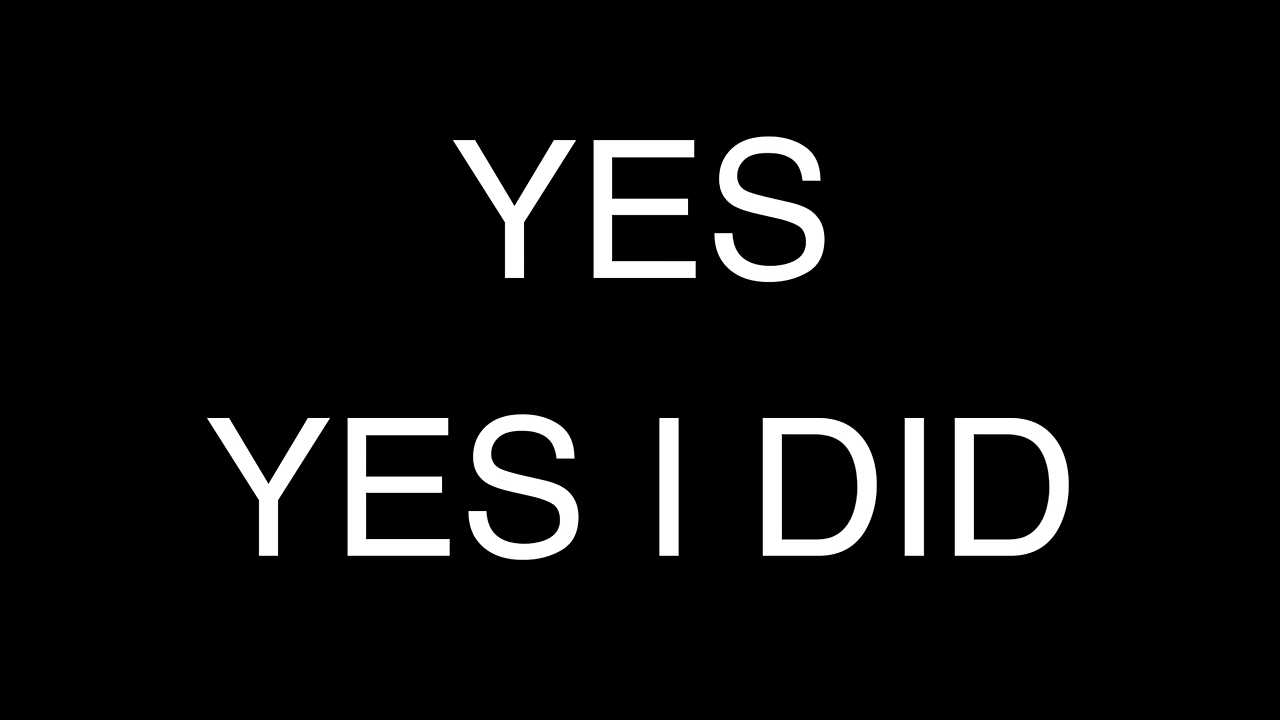 YES
YES I DID